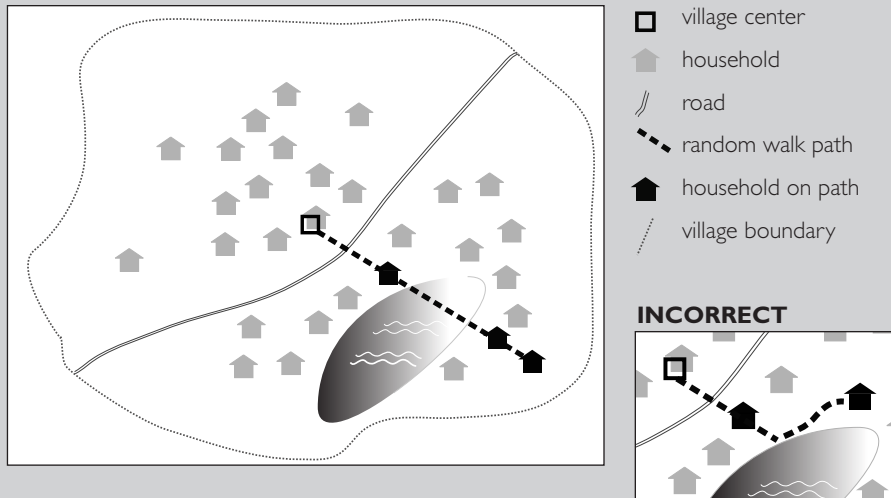 village center
household
road
random walk path
household on path
village boundary
INCORRECT